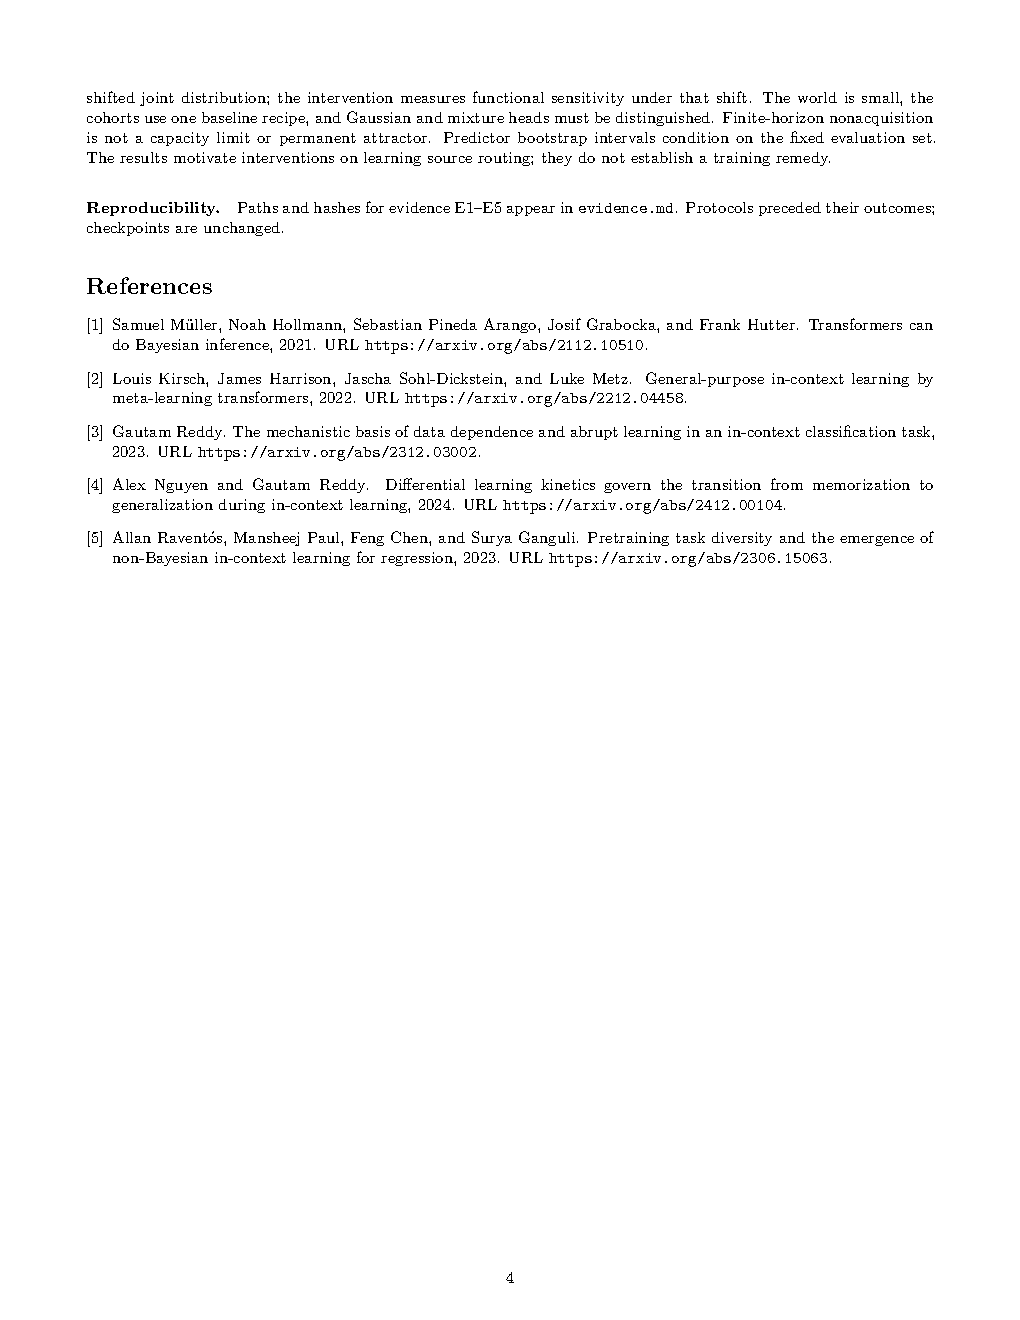 shifted joint distribution; the intervention measures functional sensitivity under that shift. The world is small, the
cohorts use one baseline recipe, and Gaussian and mixture heads must be distinguished. Finite-horizon nonacquisition
is not a capacity limit or permanent attractor. Predictor bootstrap intervals condition on the fixed evaluation set.
The results motivate interventions on learning source routing; they do not establish a training remedy.
Reproducibility. Paths and hashes for evidence E1–E5 appear in evidence.md. Protocols preceded their outcomes;
checkpoints are unchanged.
References
[1] Samuel Müller, Noah Hollmann, Sebastian Pineda Arango, Josif Grabocka, and Frank Hutter. Transformers can
do Bayesian inference, 2021. URL https://arxiv.org/abs/2112.10510.
[2] Louis Kirsch, James Harrison, Jascha Sohl-Dickstein, and Luke Metz. General-purpose in-context learning by
meta-learning transformers, 2022. URL https://arxiv.org/abs/2212.04458.
[3] Gautam Reddy. The mechanistic basis of data dependence and abrupt learning in an in-context classification task,
2023. URL https://arxiv.org/abs/2312.03002.
[4] Alex Nguyen and Gautam Reddy. Differential learning kinetics govern the transition from memorization to
generalization during in-context learning, 2024. URL https://arxiv.org/abs/2412.00104.
[5] Allan Raventós, Mansheej Paul, Feng Chen, and Surya Ganguli. Pretraining task diversity and the emergence of
non-Bayesian in-context learning for regression, 2023. URL https://arxiv.org/abs/2306.15063.
4